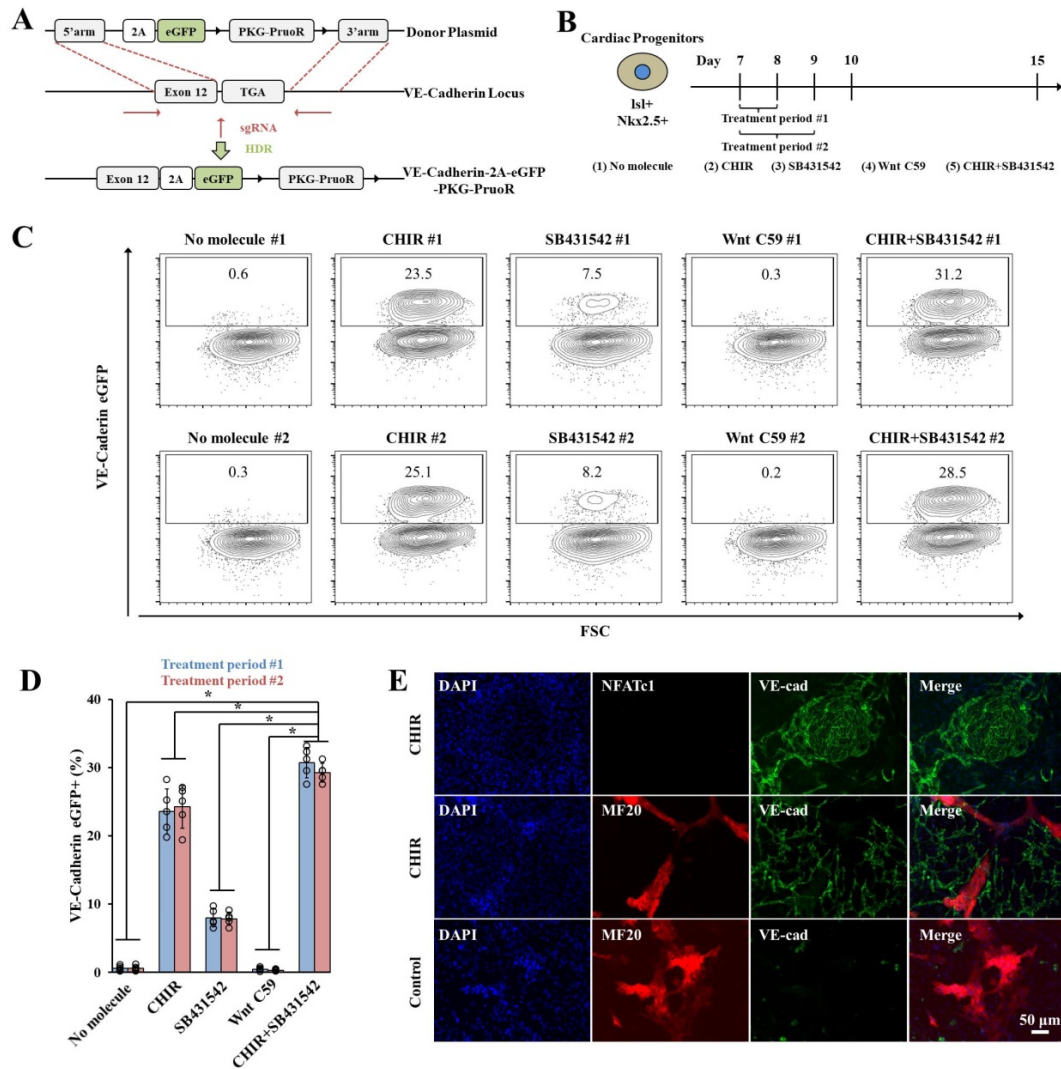 A
5'arm 2A eGFP PKG-PruoR 3'arm Donor Plasmid
Exon 12 TGA VE-Cadherin Locus
sgRNA
HDR
Exon 12 2A eGFP PKG-PruoR VE-Cadherin-2A-eGFP
-PKG-PruoR
B
Cardiac Progenitors
Day 7 8 9 10 15
Isl+
Nkx2.5+
Treatment period #1
Treatment period #2
(1) No molecule (2) CHIR (3) SB431542 (4) Wnt C59 (5) CHIR+SB431542
C
No molecule #1 CHIR #1 SB431542 #1 Wnt C59 #1 CHIR+SB431542 #1
0.6 23.5 7.5 0.3 31.2
No molecule #2 CHIR #2 SB431542 #2 Wnt C59 #2 CHIR+SB431542 #2
0.3 25.1 8.2 0.2 28.5
VE-Caderin eGFP
FSC
D
Treatment period #1
Treatment period #2
VE-Cadherin eGFP+ (%)
40
30
20
10
0
* * * *
No molecule
CHIR
SB431542
Wnt C59
CHIR+SB431542
E
CHIR
DAPI NFATc1 VE-cad Merge
CHIR
DAPI MF20 VE-cad Merge
Control
DAPI MF20 VE-cad Merge
50 μm